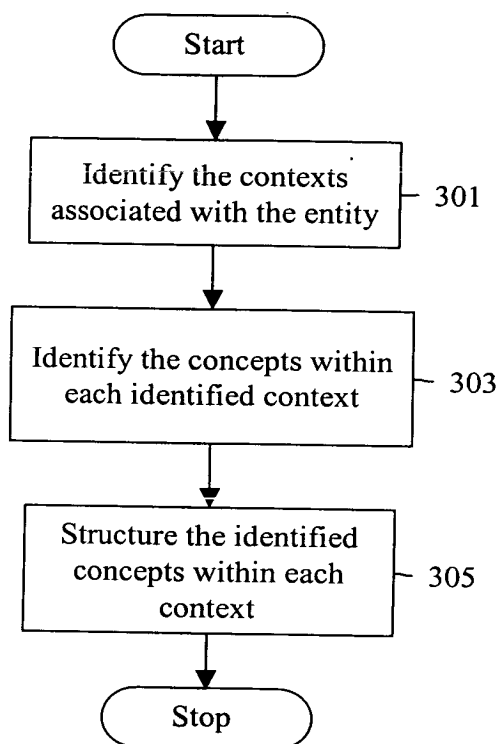 Start
Identify the contexts
associated with the entity
301
Identify the concepts within
each identified context
303
Structure the identified
concepts within each
context
305
Stop